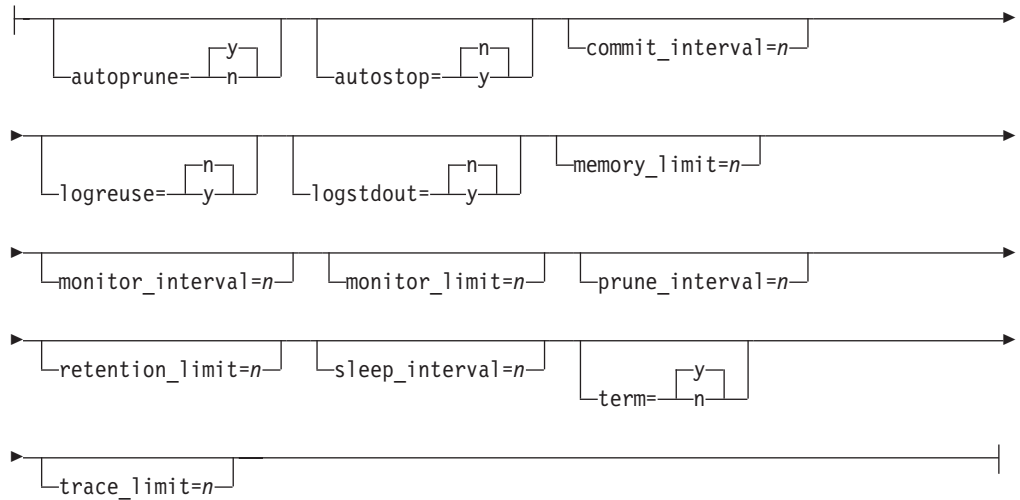 y n commit_interval=n
autoprune= n autostop= y
n n memory_limit=n
logreuse= y logstdout= y
monitor_interval=n monitor_limit=n prune_interval=n
retention_limit=n sleep_interval=n y
term= n
trace_limit=n